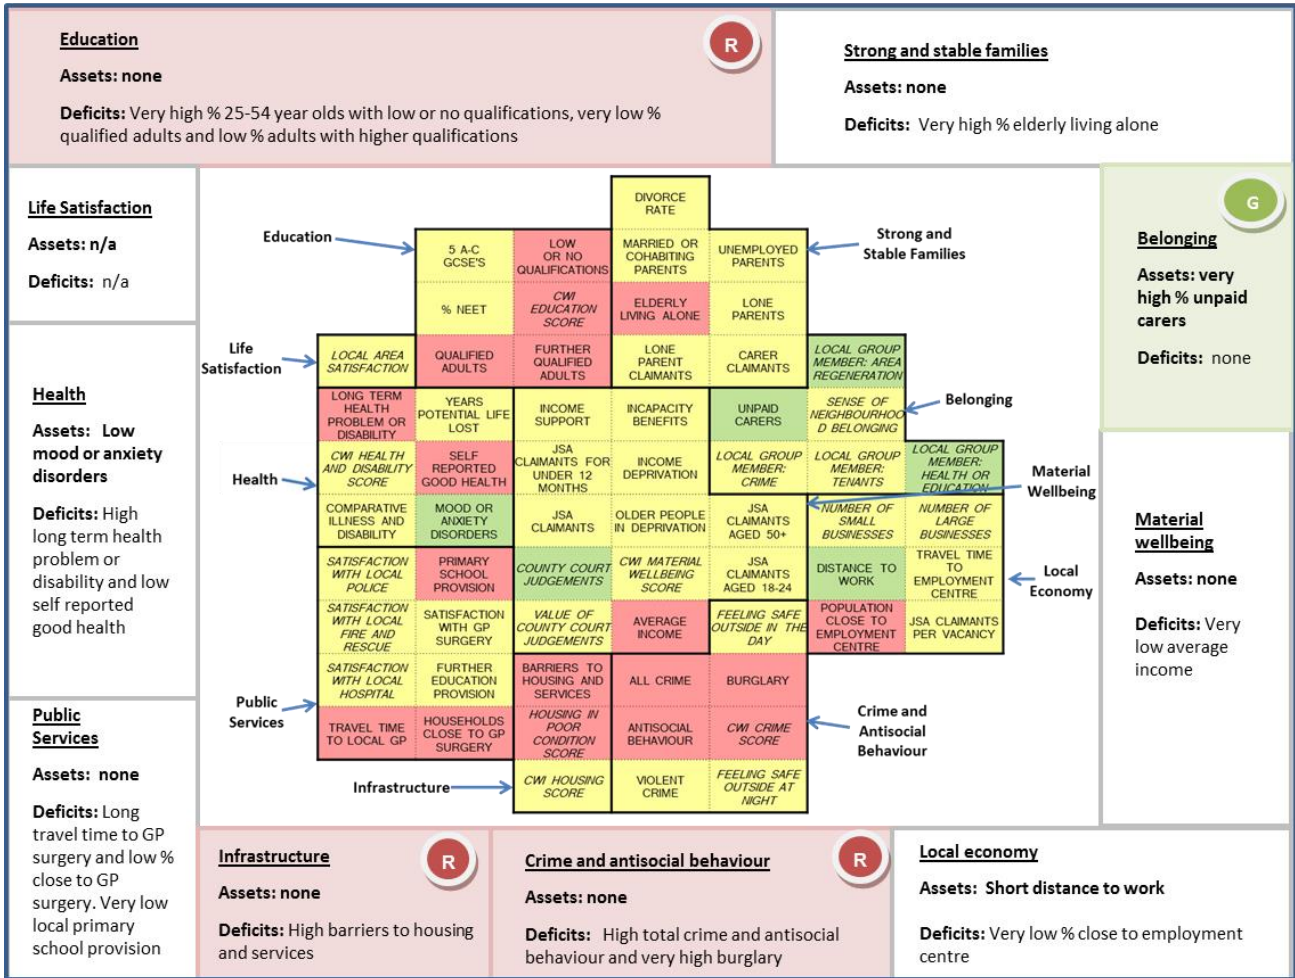 Education
R
Assets: none
Deficits: Very high % 25-54 year olds with low or no qualifications, very low %
qualified adults and low % adults with higher qualifications
Strong and stable families
Assets: none
Deficits: Very high % elderly living alone
Life Satisfaction
Assets: n/a
Deficits: n/a
Health
Assets: Low
mood or anxiety
disorders
Deficits: High
long term health
problem or
disability and low
self reported
good health
Public
Services
Assets: none
Deficits: Long
travel time to GP
surgery and low %
close to GP
surgery. Very low
local primary
school provision
Education
Life
Satisfaction
Health
Public
Services
Infrastructure
DIVORCE
RATE
5 A-C
GCSE'S
LOW
OR NO
QUALIFICATIONS
MARRIED OR
COHABITING
PARENTS
UNEMPLOYED
PARENTS
% NEET
CWI
EDUCATION
SCORE
ELDERLY
LIVING ALONE
LONE
PARENTS
LOCAL AREA
SATISFACTION
QUALIFIED
ADULTS
FURTHER
QUALIFIED
ADULTS
LONE
PARENT
CLAIMANTS
CARER
CLAIMANTS
LOCAL GROUP
MEMBER: AREA
REGENERATION
LONG TERM
HEALTH
PROBLEM OR
DISABILITY
YEARS
POTENTIAL LIFE
LOST
INCOME
SUPPORT
INCAPACITY
BENEFITS
UNPAID
CARERS
SENSE OF
NEIGHBOURHOO
D BELONGING
CWI HEALTH
AND DISABILITY
SCORE
SELF
REPORTED
GOOD HEALTH
JSA
CLAIMANTS FOR
UNDER 12
MONTHS
INCOME
DEPRIVATION
LOCAL GROUP
MEMBER:
CRIME
LOCAL GROUP
MEMBER:
TENANTS
LOCAL GROUP
MEMBER:
HEALTH OR
EDUCATION
COMPARATIVE
ILLNESS AND
DISABILITY
MOOD OR
ANXIETY
DISORDERS
JSA
CLAIMANTS
OLDER PEOPLE
IN DEPRIVATION
JSA
CLAIMANTS
AGED 50+
NUMBER OF
SMALL
BUSINESSES
NUMBER OF
LARGE
BUSINESSES
SATISFACTION
WITH LOCAL
POLICE
PRIMARY
SCHOOL
PROVISION
COUNTY COURT
JUDGEMENTS
CWI MATERIAL
WELLBEING
SCORE
JSA
CLAIMANTS
AGED 18-24
DISTANCE TO
WORK
TRAVEL TIME
TO
EMPLOYMENT
CENTRE
SATISFACTION
WITH LOCAL
FIRE AND
RESCUE
SATISFACTION
WITH GP
SURGERY
VALUE OF
COUNTY COURT
JUDGEMENTS
AVERAGE
INCOME
FEELING SAFE
OUTSIDE IN THE
DAY
POPULATION
CLOSE TO
EMPLOYMENT
CENTRE
JSA CLAIMANTS
PER VACANCY
SATISFACTION
WITH LOCAL
HOSPITAL
FURTHER
EDUCATION
PROVISION
BARRIERS TO
HOUSING AND
SERVICES
ALL CRIME
BURGLARY
TRAVEL TIME
TO LOCAL GP
HOUSEHOLDS
CLOSE TO GP
SURGERY
HOUSING IN
POOR
CONDITION
SCORE
ANTISOCIAL
BEHAVIOUR
CWI CRIME
SCORE
CWI HOUSING
SCORE
VIOLENT
CRIME
FEELING SAFE
OUTSIDE AT
NIGHT
Strong and
Stable Families
Belonging
Material
Wellbeing
Local
Economy
Crime and
Antisocial
Behaviour
G
Belonging
Assets: very
high % unpaid
carers
Deficits: none
Material
wellbeing
Assets: none
Deficits: Very
low average
income
Infrastructure
R
Assets: none
Deficits: High barriers to housing
and services
Crime and antisocial behaviour
R
Assets: none
Deficits: High total crime and antisocial
behaviour and very high burglary
Local economy
Assets: Short distance to work
Deficits: Very low % close to employment
centre